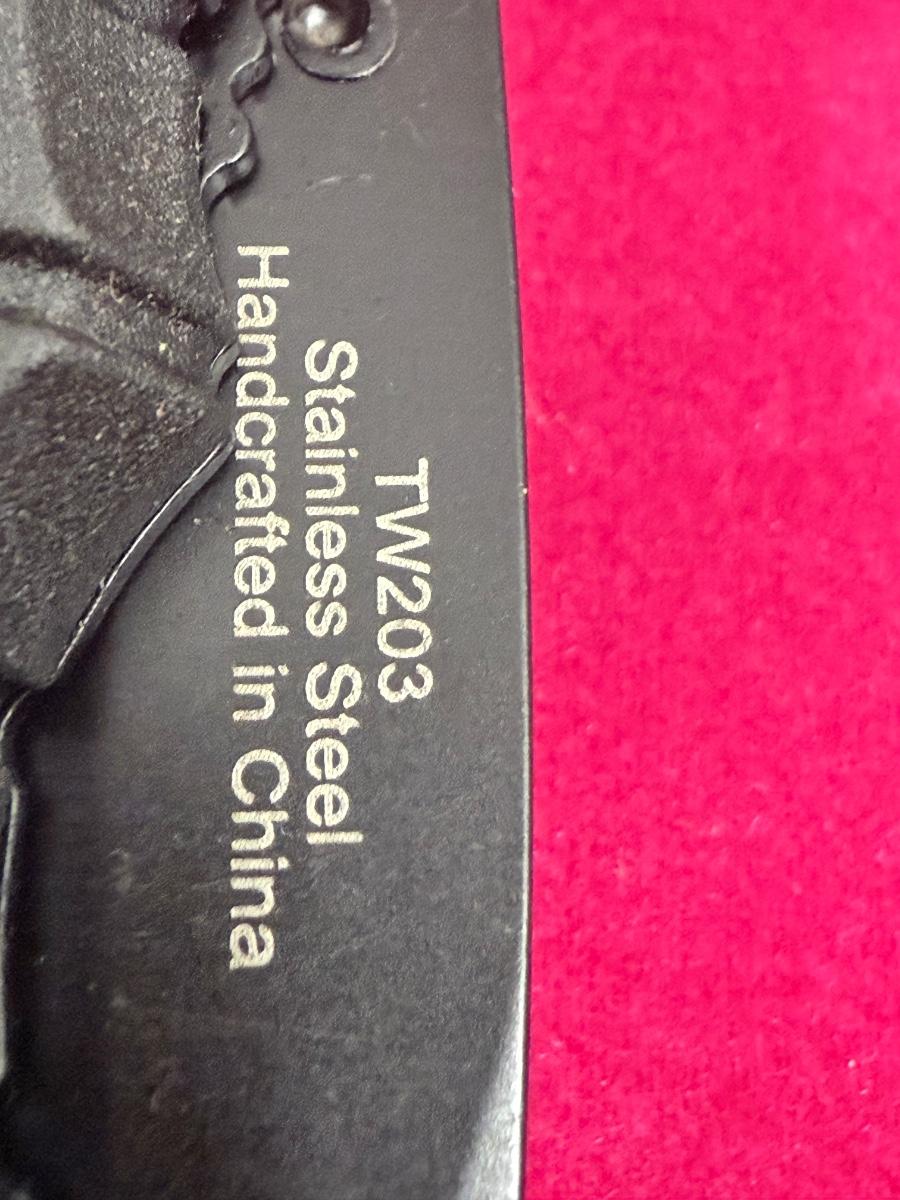 TW203
Stainless Steel
Handcrafted in China